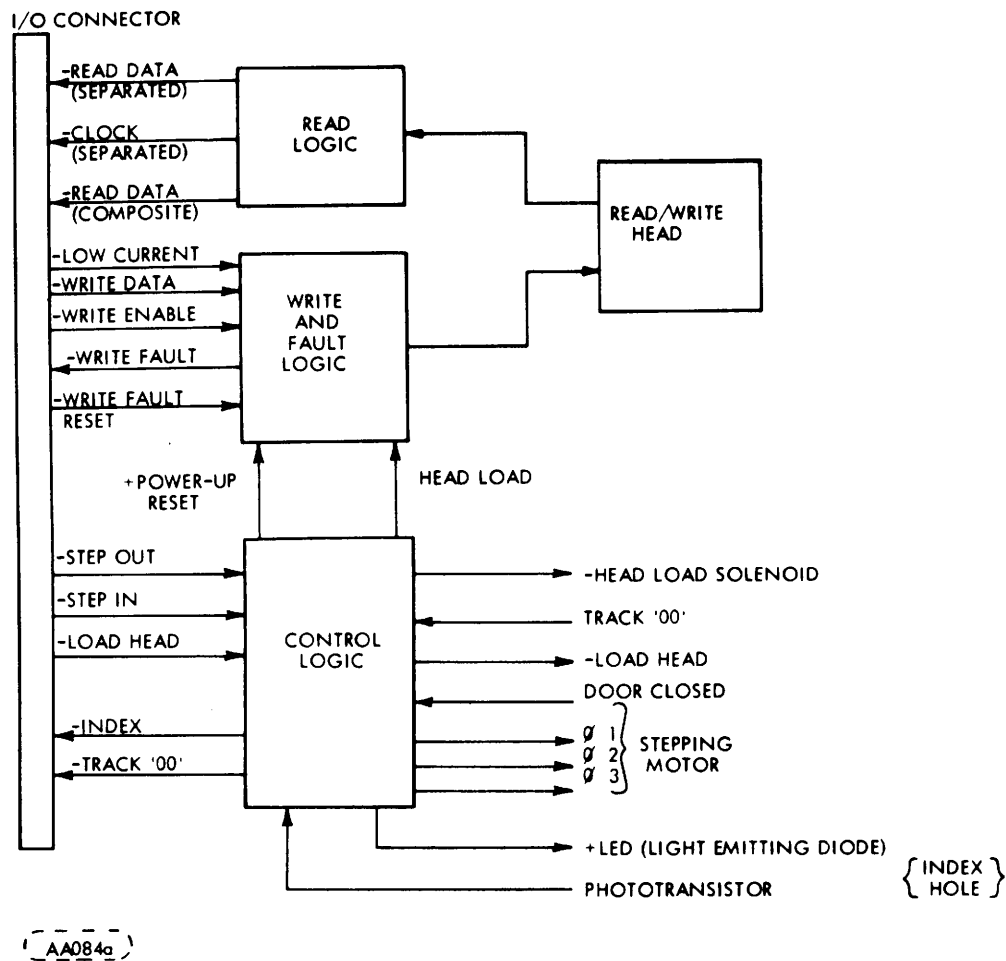 I/O CONNECTOR
-READ DATA
(SEPARATED)
-CLOCK
(SEPARATED)
-READ DATA
(COMPOSITE)
READ
LOGIC
READ/WRITE
HEAD
-LOW CURRENT
-WRITE DATA
-WRITE ENABLE
-WRITE FAULT
-WRITE FAULT
RESET
WRITE
AND
FAULT
LOGIC
+POWER-UP
RESET
HEAD LOAD
-STEP OUT
-STEP IN
-LOAD HEAD
-INDEX
-TRACK '00'
CONTROL
LOGIC
-HEAD LOAD SOLENOID
TRACK '00'
-LOAD HEAD
DOOR CLOSED
Ø 1
Ø 2
Ø 3
STEPPING
MOTOR
+LED (LIGHT EMITTING DIODE)
PHOTOTRANSISTOR
INDEX
HOLE
AA084a